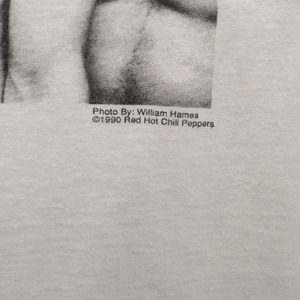 Photo By: William Hames
©1990 Red Hot Chili Peppers